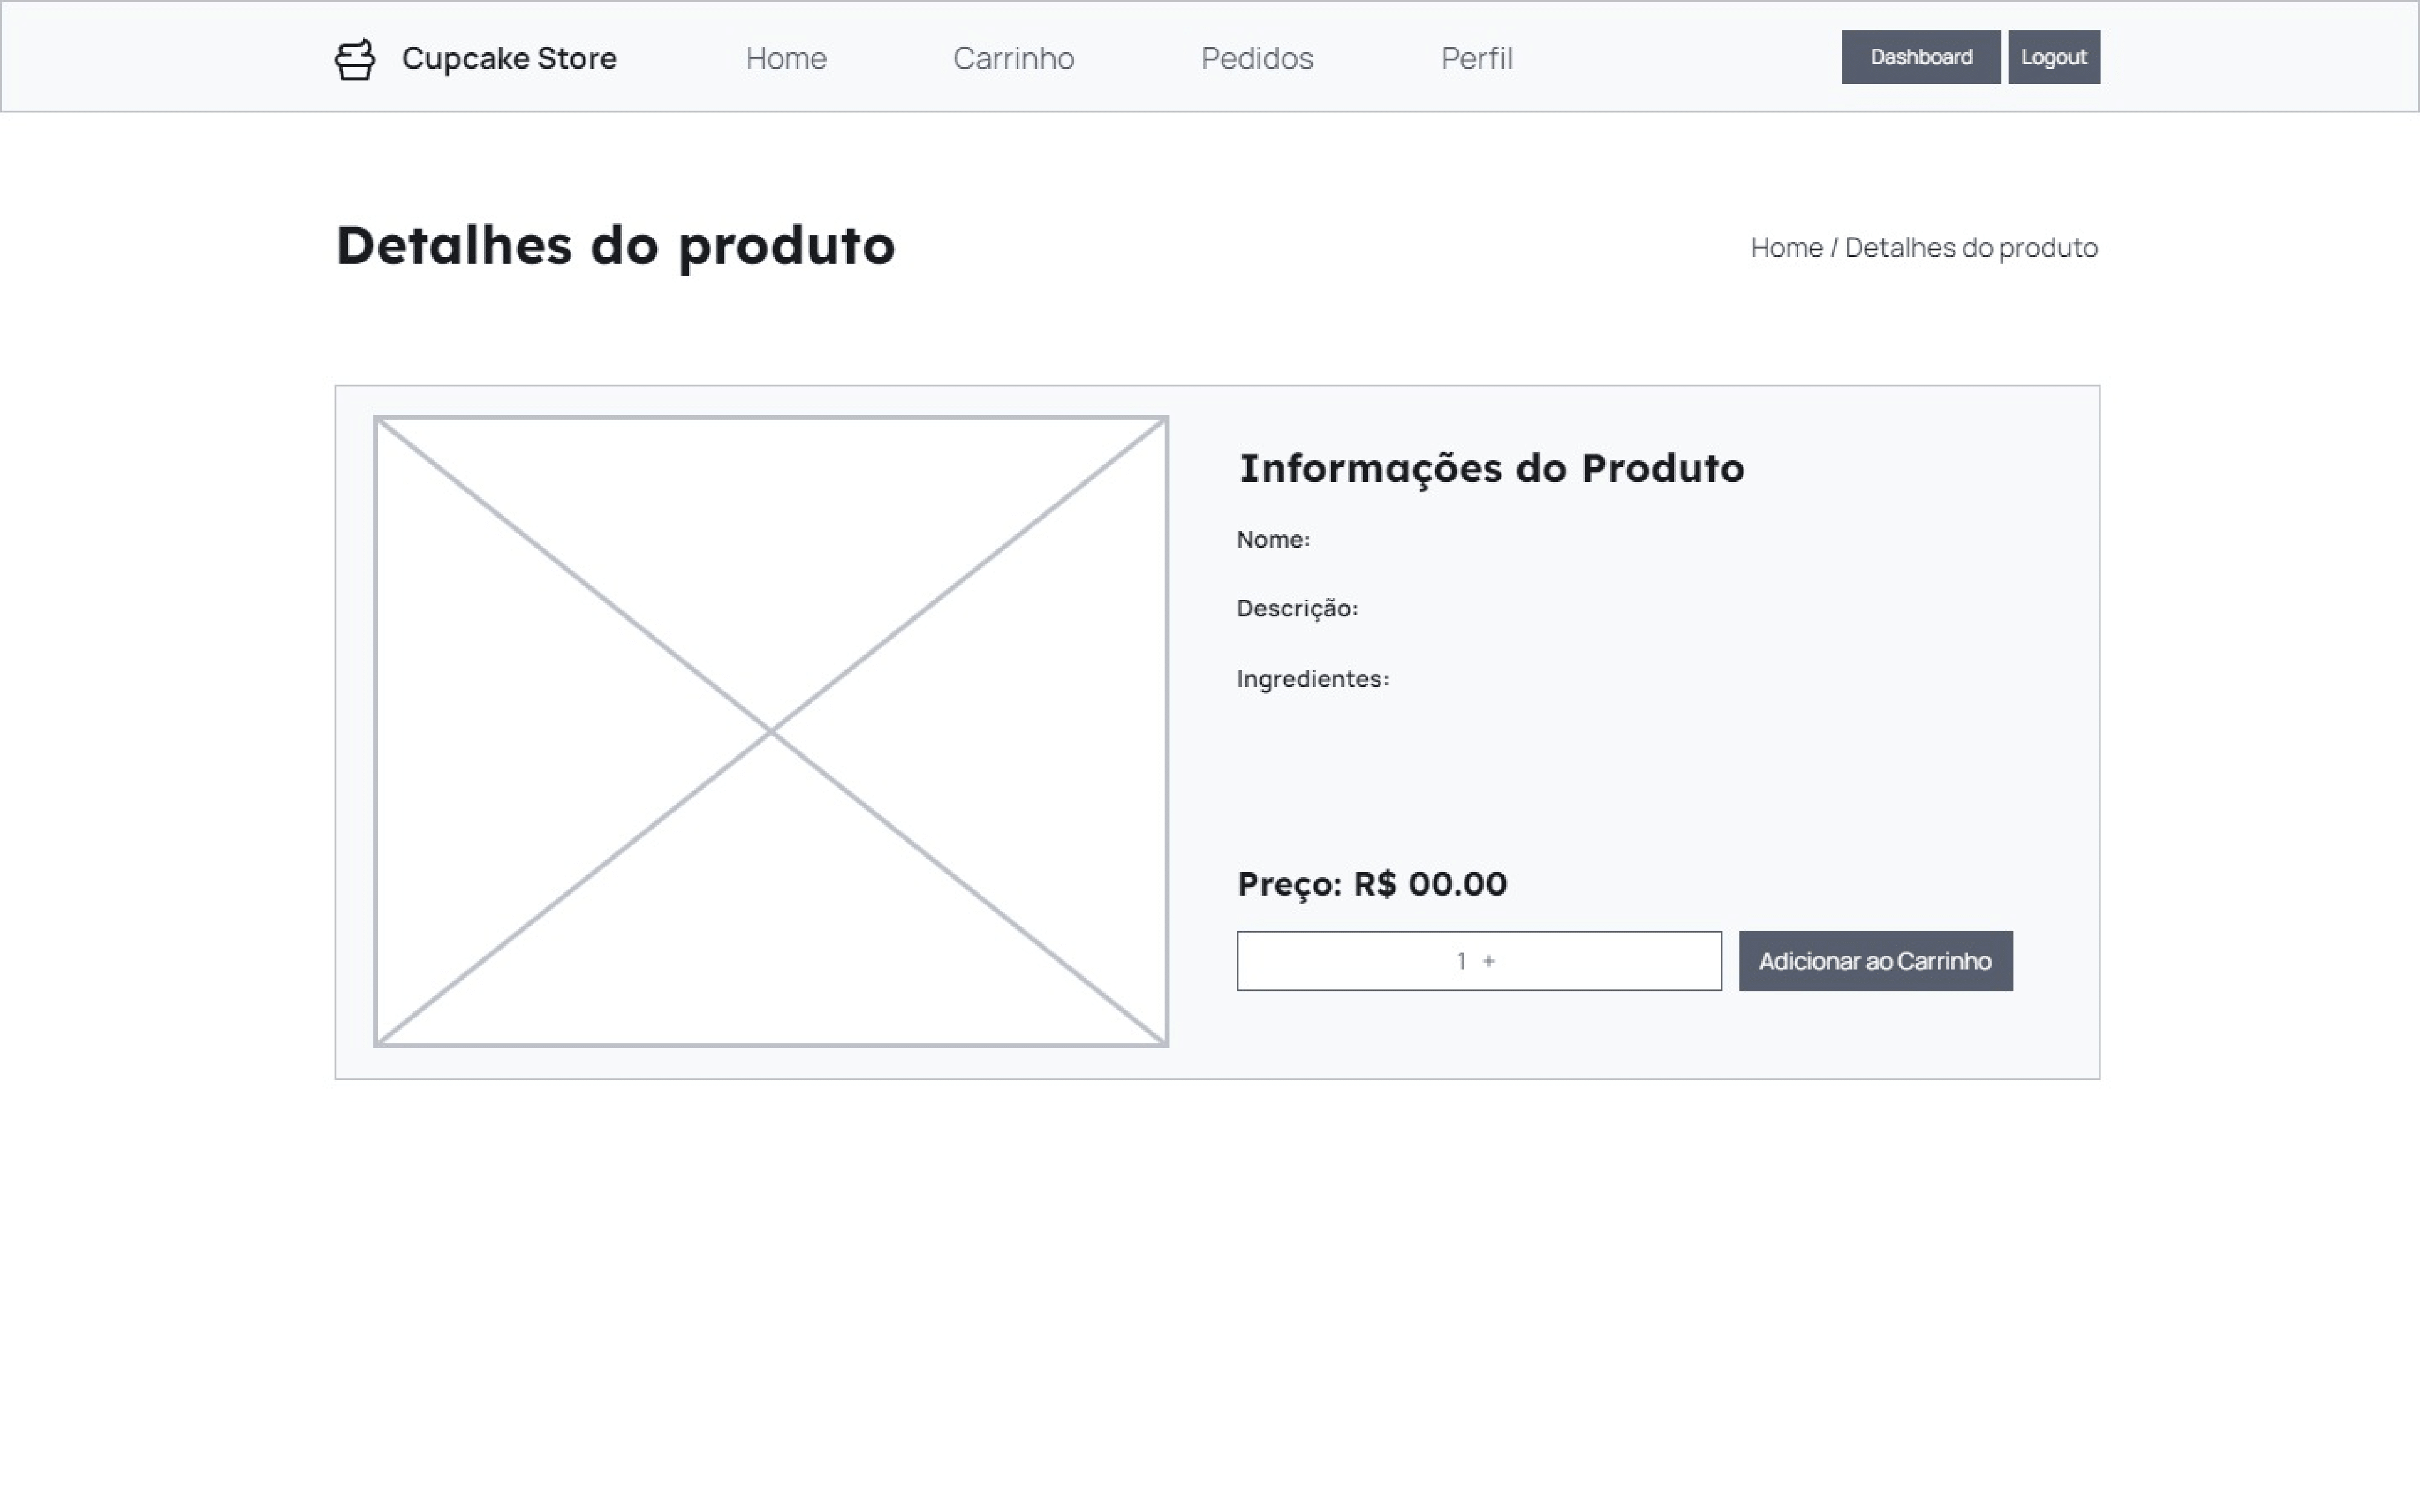 Cupcake Store Home Carrinho Pedidos Perfil Dashboard Logout
Detalhes do produto Home / Detalhes do produto
Informações do Produto
Nome:
Descrição:
Ingredientes:
Preço: R$ 00.00
1 + Adicionar ao Carrinho